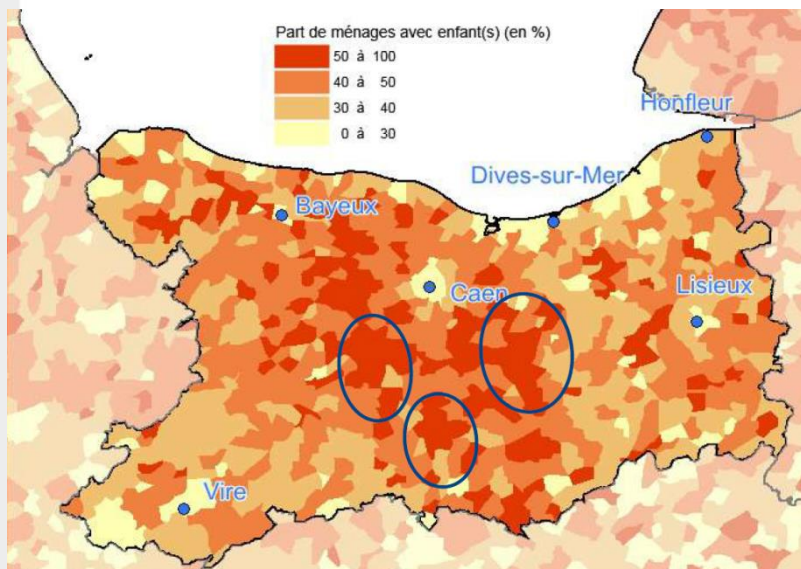 Part de ménages avec enfant(s) (en %)
50 à 100
40 à 50
30 à 40
0 à 30
Honfleur
Dives-sur-Mer
Bayeux
Caen
Lisieux
Vire